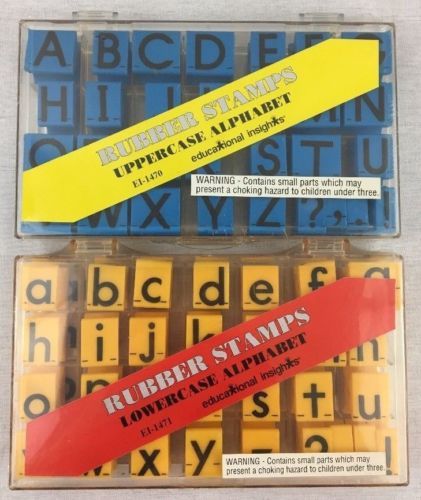 A B C D E F G
H I J
RUBBER STAMPS
UPPERCASE ALPHABET
educational insights
EI-1470
N
S T U
WARNING - Contains small parts which may
present a choking hazard to children under three.
W X Y Z ? , . !
a b c d e f g
h i j
RUBBER STAMPS
LOWERCASE ALPHABET
educational insights
EI-1471
o
s t u
w x y
WARNING - Contains small parts which may
present a choking hazard to children under three.